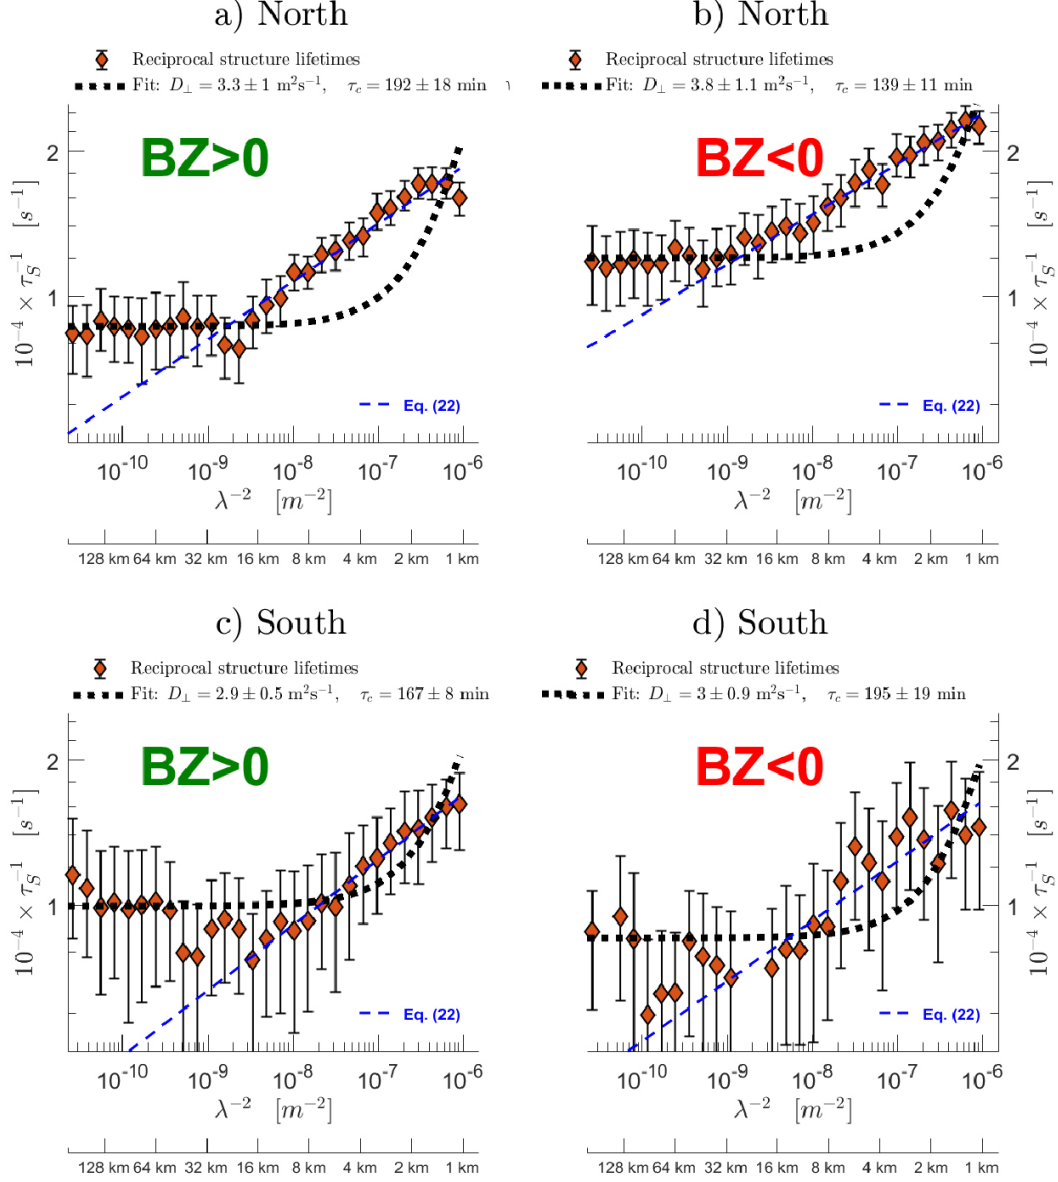 a) North
Reciprocal structure lifetimes
Fit: D⊥ = 3.3 ± 1 m²s⁻¹, τc = 192 ± 18 min
BZ>0
2
1
10⁻⁴ × τS⁻¹ [s⁻¹]
Eq. (22)
10⁻¹⁰ 10⁻⁹ 10⁻⁸ 10⁻⁷ 10⁻⁶
λ⁻² [m⁻²]
128 km 64 km 32 km 16 km 8 km 4 km 2 km 1 km
b) North
Reciprocal structure lifetimes
Fit: D⊥ = 3.8 ± 1.1 m²s⁻¹, τc = 139 ± 11 min
BZ<0
2
1
10⁻⁴ × τS⁻¹ [s⁻¹]
Eq. (22)
10⁻¹⁰ 10⁻⁹ 10⁻⁸ 10⁻⁷ 10⁻⁶
λ⁻² [m⁻²]
128 km 64 km 32 km 16 km 8 km 4 km 2 km 1 km
c) South
Reciprocal structure lifetimes
Fit: D⊥ = 2.9 ± 0.5 m²s⁻¹, τc = 167 ± 8 min
BZ>0
2
1
10⁻⁴ × τS⁻¹ [s⁻¹]
Eq. (22)
10⁻¹⁰ 10⁻⁹ 10⁻⁸ 10⁻⁷ 10⁻⁶
λ⁻² [m⁻²]
128 km 64 km 32 km 16 km 8 km 4 km 2 km 1 km
d) South
Reciprocal structure lifetimes
Fit: D⊥ = 3 ± 0.9 m²s⁻¹, τc = 195 ± 19 min
BZ<0
2
1
10⁻⁴ × τS⁻¹ [s⁻¹]
Eq. (22)
10⁻¹⁰ 10⁻⁹ 10⁻⁸ 10⁻⁷ 10⁻⁶
λ⁻² [m⁻²]
128 km 64 km 32 km 16 km 8 km 4 km 2 km 1 km